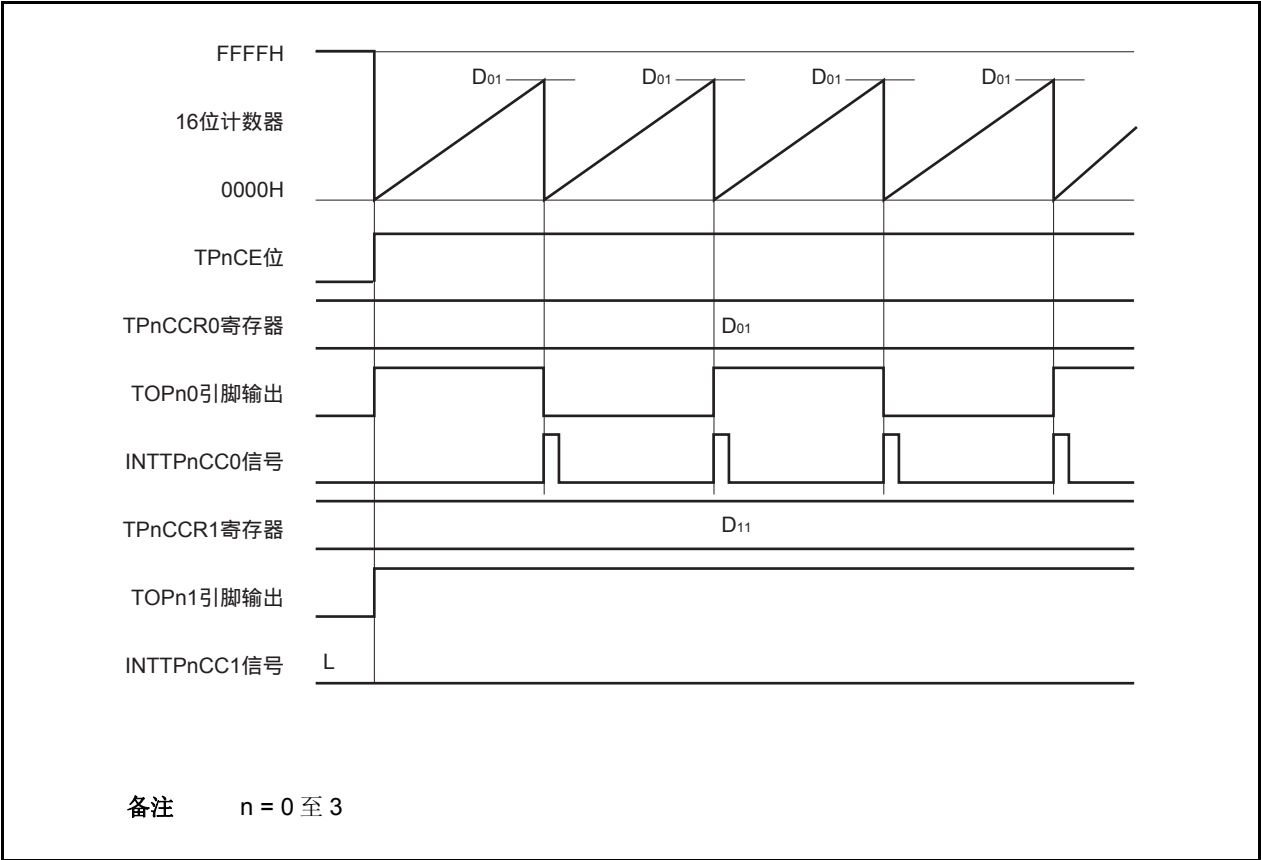 FFFFH
D01 D01 D01 D01
16位计数器
0000H
TPnCE位
TPnCCR0寄存器 D01
TOPn0引脚输出
INTTPnCC0信号
TPnCCR1寄存器 D11
TOPn1引脚输出
INTTPnCC1信号 L
备注 n = 0 至 3